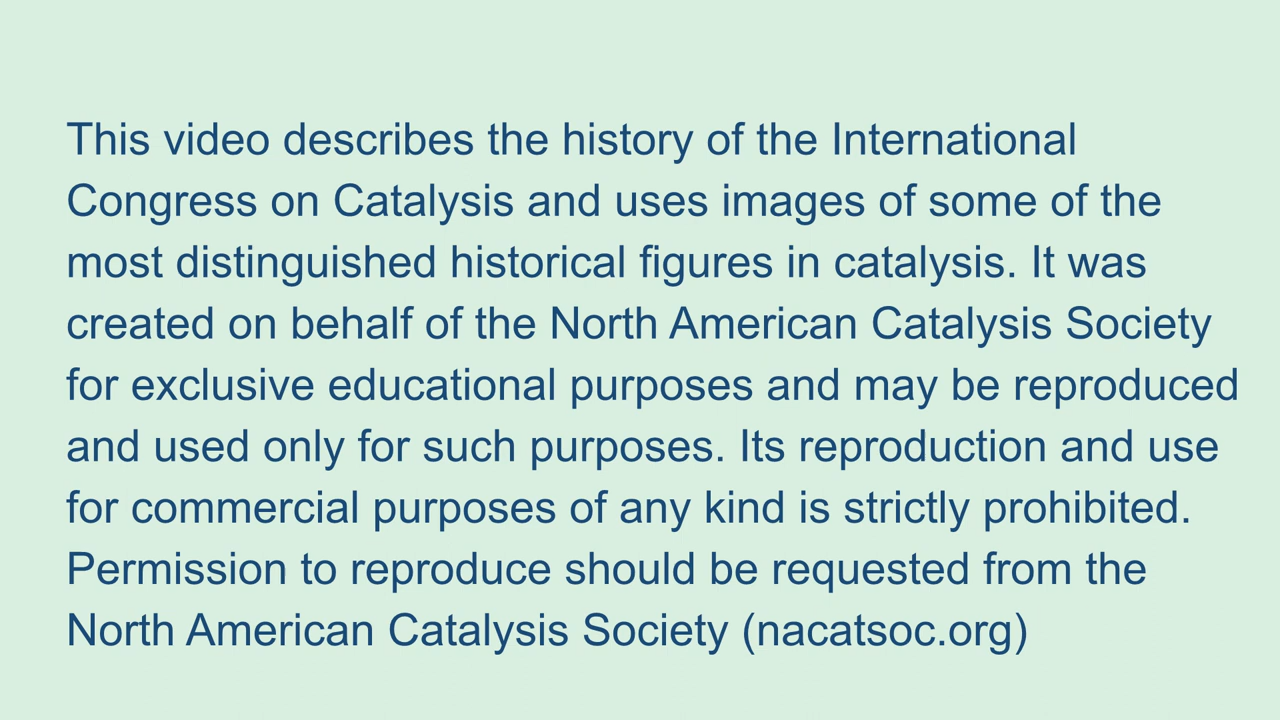 This video describes the history of the International
Congress on Catalysis and uses images of some of the
most distinguished historical figures in catalysis. It was
created on behalf of the North American Catalysis Society
for exclusive educational purposes and may be reproduced
and used only for such purposes. Its reproduction and use
for commercial purposes of any kind is strictly prohibited.
Permission to reproduce should be requested from the
North American Catalysis Society (nacatsoc.org)